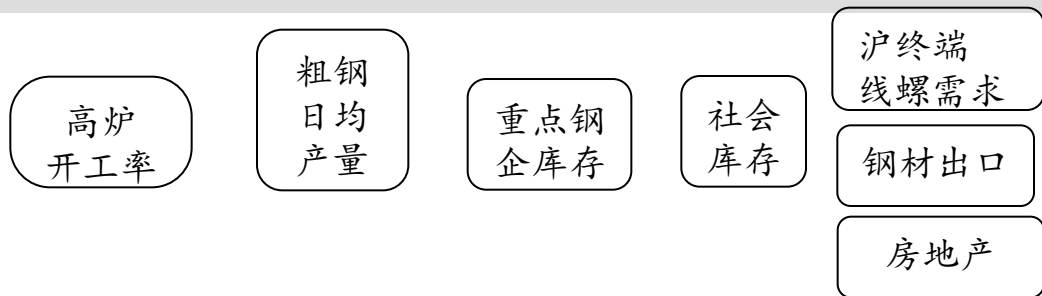 高炉
开工率
粗钢
日均
产量
重点钢
企库存
社会
库存
沪终端
线螺需求
钢材出口
房地产